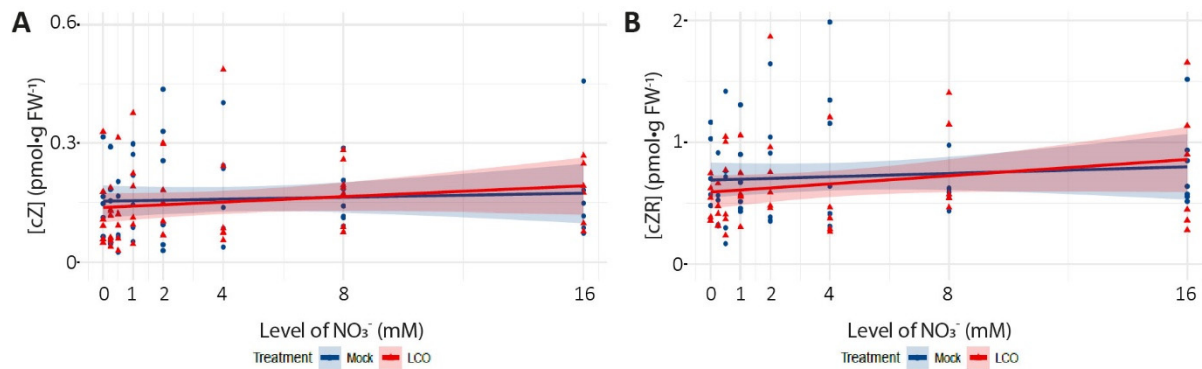 A
[cZ] (pmol•g FW⁻¹)
0.6
0.3
0
0 1 2 4 8 16
Level of NO₃⁻ (mM)
Treatment Mock LCO
B
[cZR] (pmol•g FW⁻¹)
2
1
0
0 1 2 4 8 16
Level of NO₃⁻ (mM)
Treatment Mock LCO